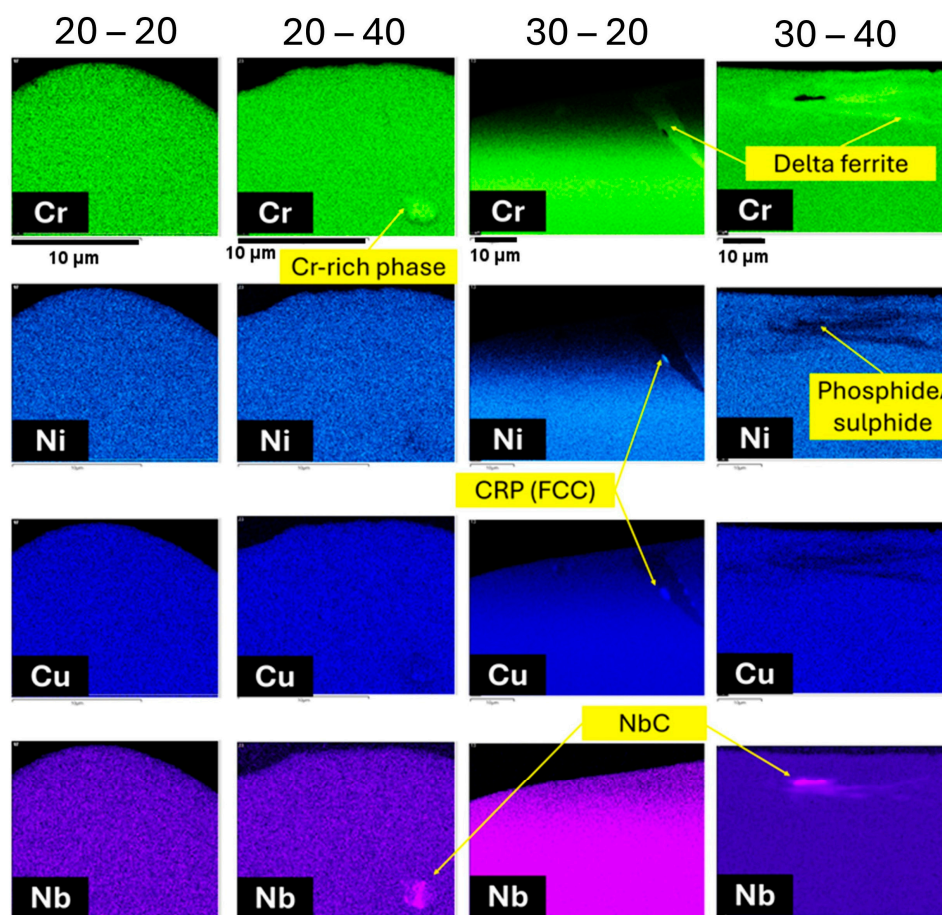 20 – 20
20 – 40
30 – 20
30 – 40
Cr
Cr
Cr
Cr
Delta ferrite
10 µm
10 µm
10 µm
10 µm
Cr-rich phase
Ni
Ni
Ni
Ni
Phosphide/
sulphide
CRP (FCC)
Cu
Cu
Cu
Cu
NbC
Nb
Nb
Nb
Nb